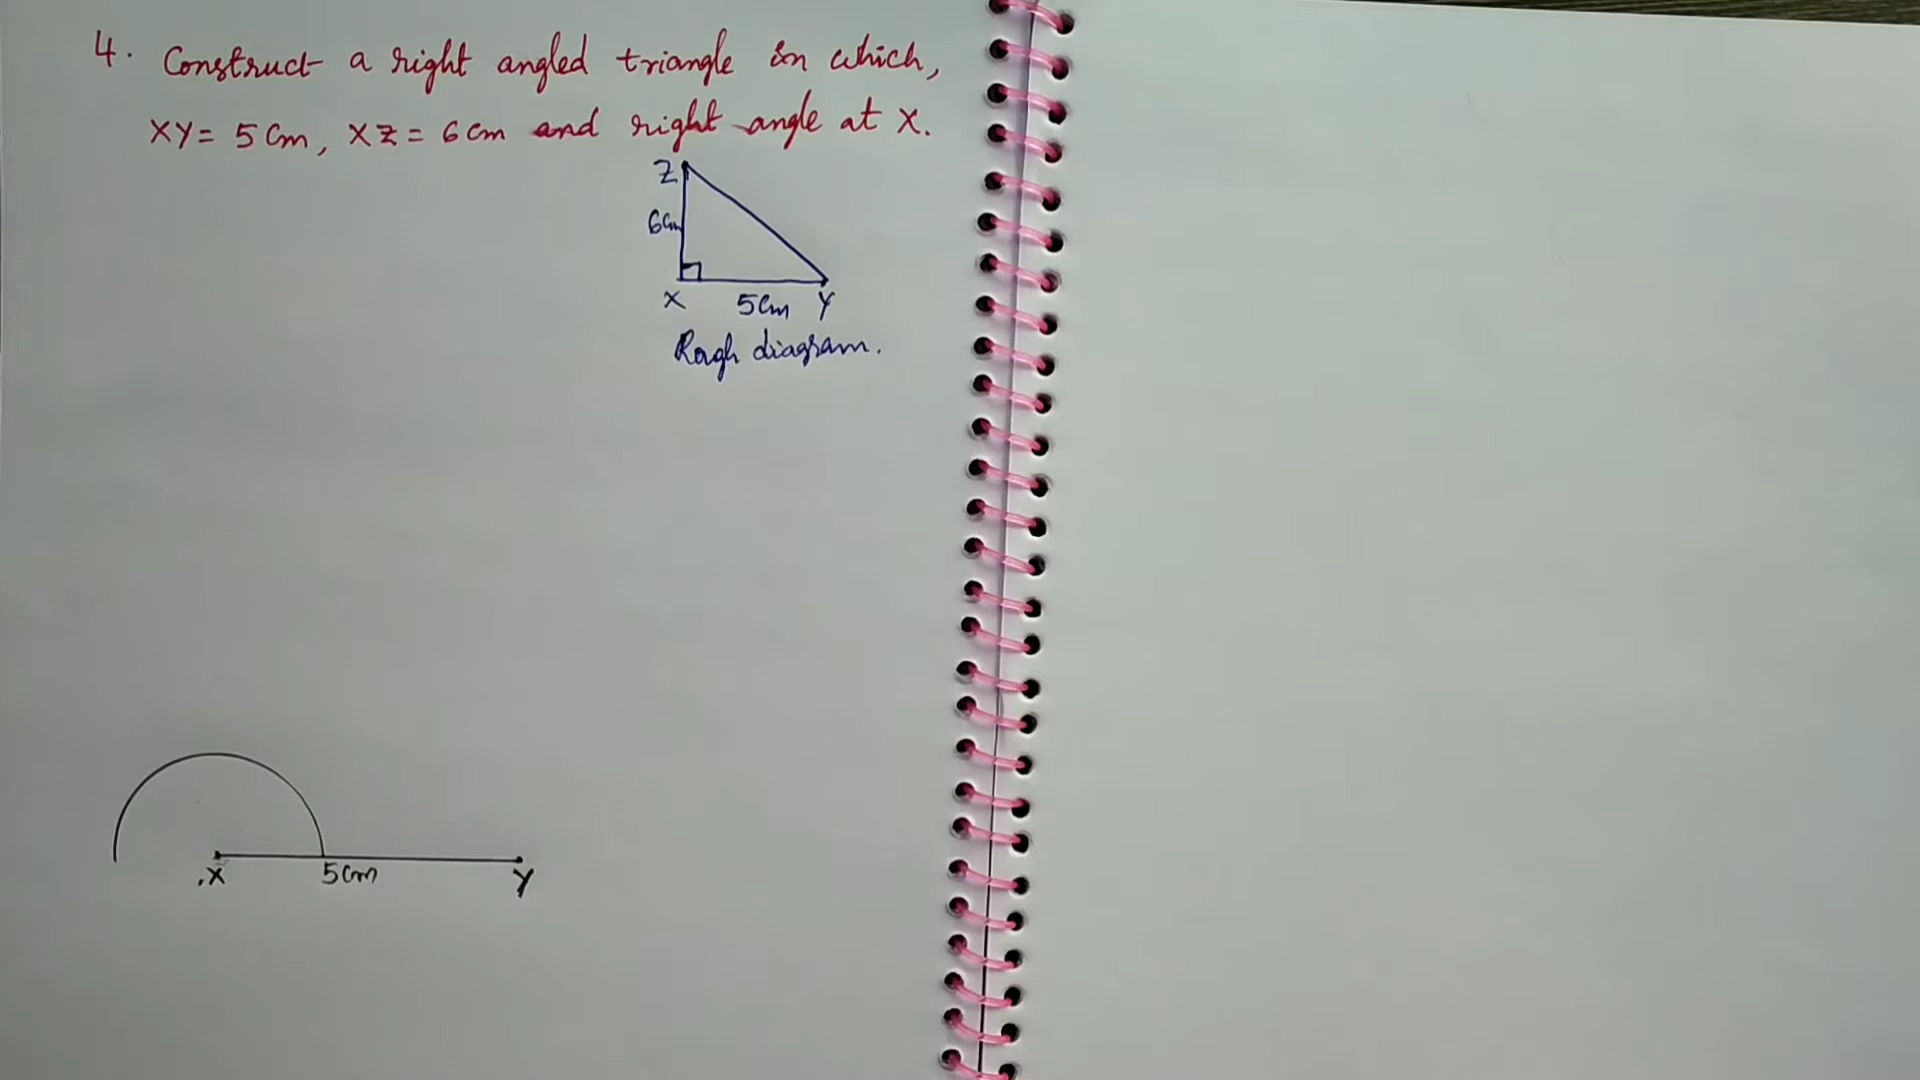 4. Construct a right angled triangle in which,
XY = 5 cm, XZ = 6 cm and right angle at X.
Z
6cm
X 5cm Y
Rough diagram.
X 5cm Y